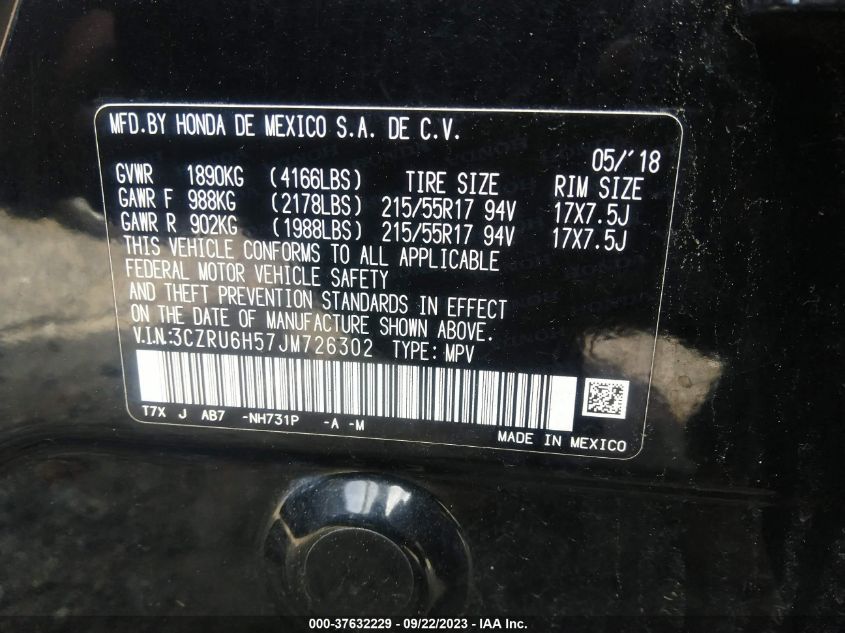 MFD.BY HONDA DE MEXICO S.A. DE C.V.
05/'18
GVWR 1890KG (4166LBS) TIRE SIZE RIM SIZE
GAWR F 988KG (2178LBS) 215/55R17 94V 17X7.5J
GAWR R 902KG (1988LBS) 215/55R17 94V 17X7.5J
THIS VEHICLE CONFORMS TO ALL APPLICABLE
FEDERAL MOTOR VEHICLE SAFETY
AND THEFT PREVENTION STANDARDS IN EFFECT
ON THE DATE OF MANUFACTURE SHOWN ABOVE.
V.I.N:3CZRU6H57JM726302 TYPE: MPV
T7X J AB7 -NH731P -A -M
MADE IN MEXICO
000-37632229 - 09/22/2023 - IAA Inc.